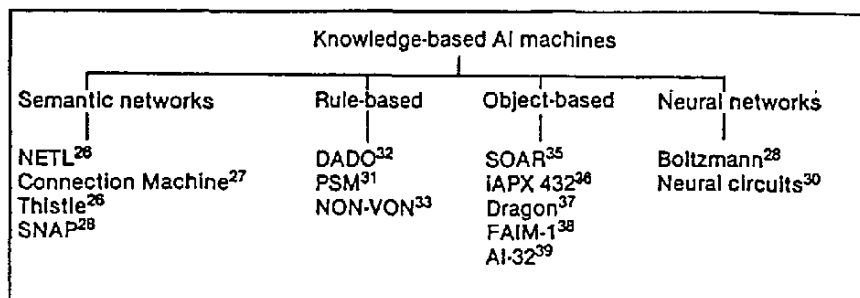 Knowledge-based AI machines
Semantic networks Rule-based Object-based Neural networks
NETL²⁶ DADO³² SOAR³⁵ Boltzmann²⁸
Connection Machine²⁷ PSM³¹ iAPX 432³⁶ Neural circuits³⁰
Thistle²⁶ NON-VON³³ Dragon³⁷
SNAP²⁸ FAIM-1³⁸
AI-32³⁹